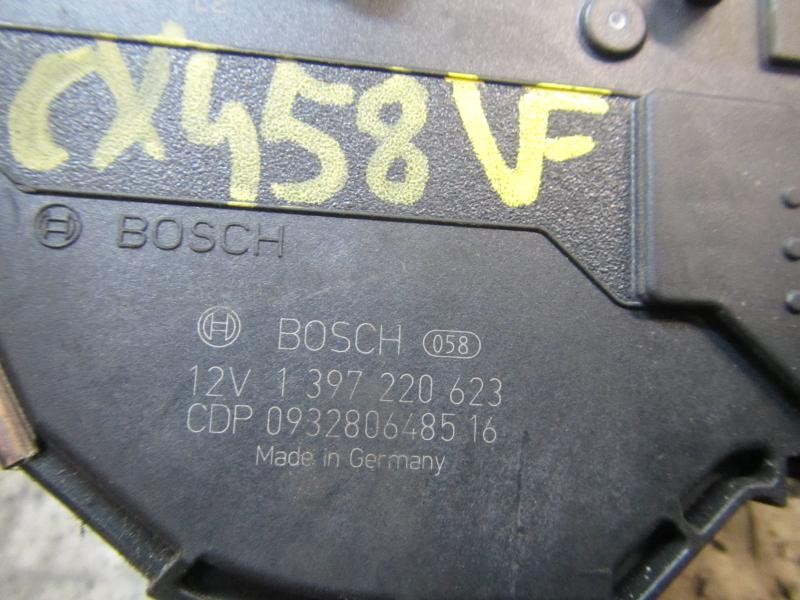 CX458VF
BOSCH
BOSCH 058
12V 1 397 220 623
CDP 0932806485 16
Made in Germany